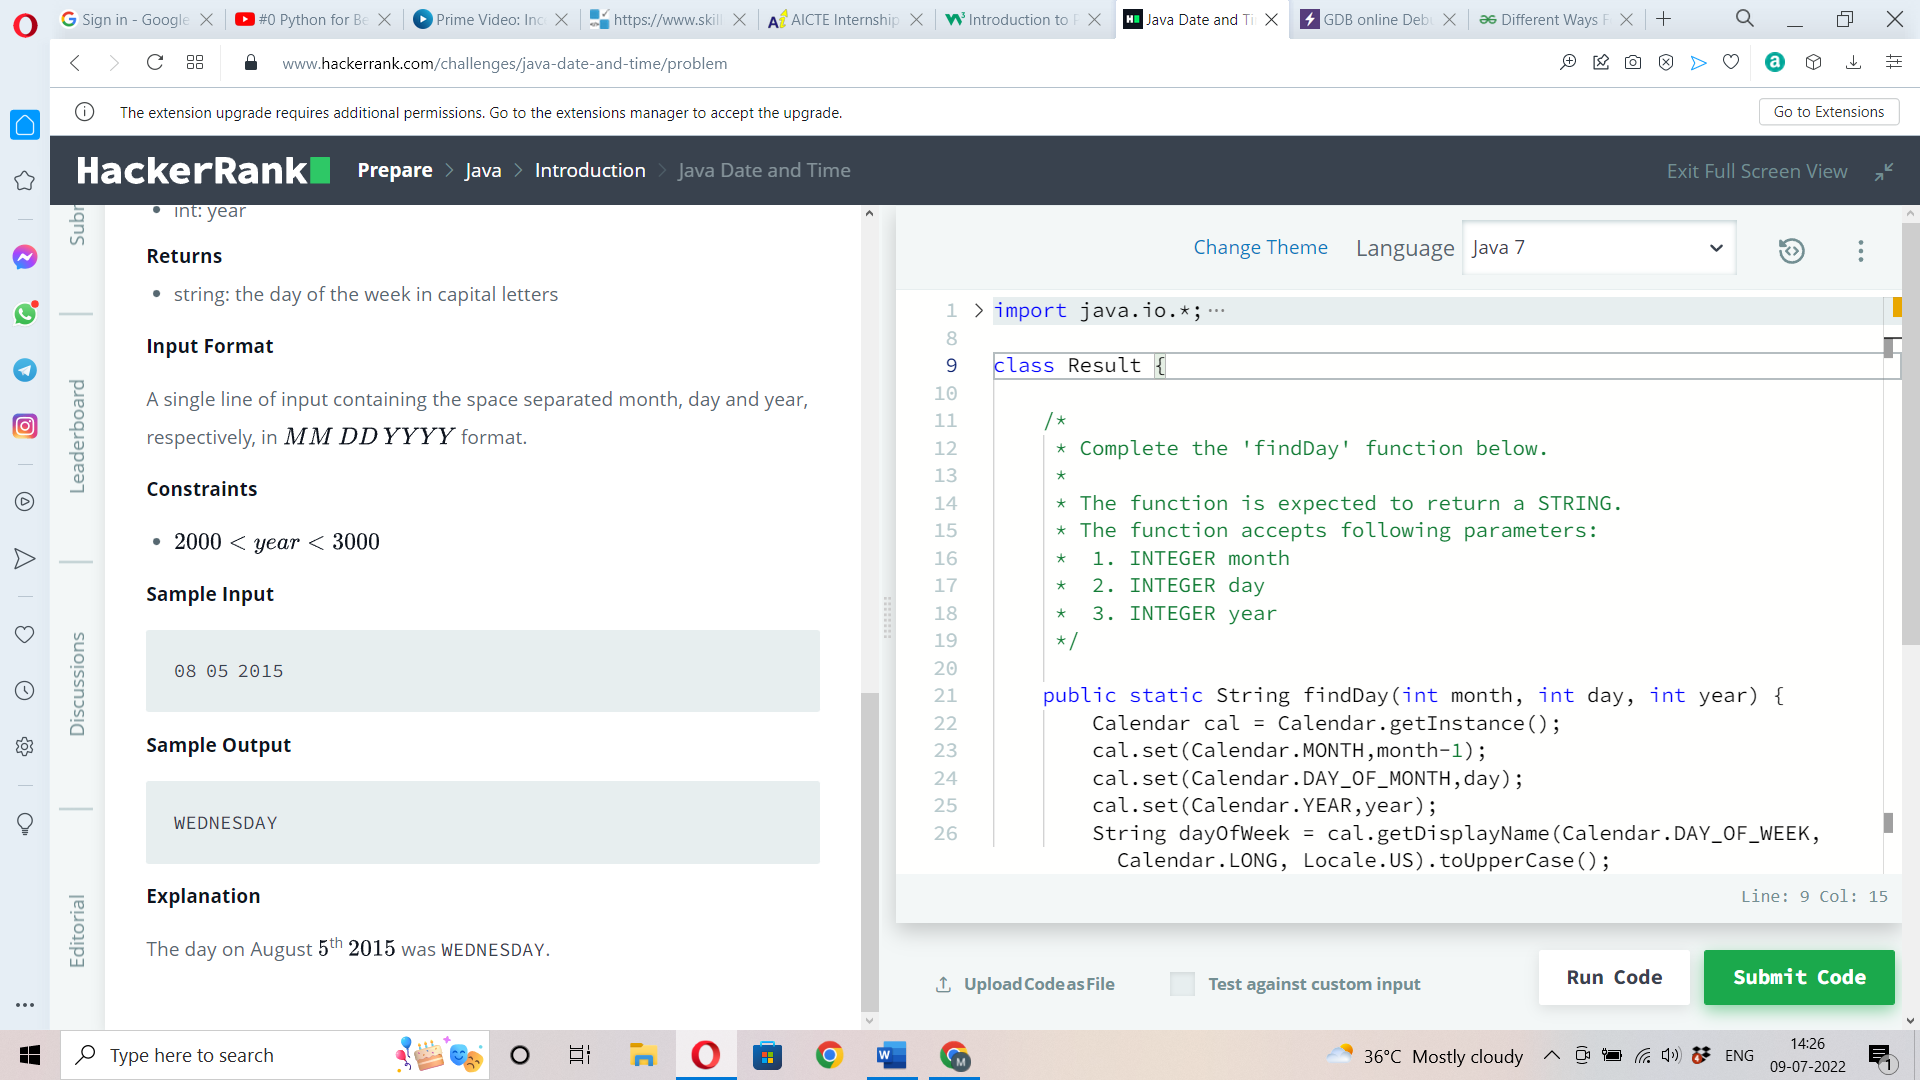 Sign in - Google
#0 Python for Be
Prime Video: Inc
https://www.skill
AICTE Internship
Introduction to
Java Date and Ti
GDB online Deb
Different Ways F
www.hackerrank.com/challenges/java-date-and-time/problem
The extension upgrade requires additional permissions. Go to the extensions manager to accept the upgrade.
Go to Extensions
HackerRank
Prepare > Java > Introduction > Java Date and Time
Exit Full Screen View
Subr
Leaderboard
Discussions
Editorial
• int: year
Returns
• string: the day of the week in capital letters
Input Format
A single line of input containing the space separated month, day and year,
respectively, in MM DD YYYY format.
Constraints
• 2000 < year < 3000
Sample Input
08 05 2015
Sample Output
WEDNESDAY
Explanation
The day on August 5th 2015 was WEDNESDAY.
Change Theme
Language
Java 7
1 import java.io.*;···
8
9 class Result {
10
11 /*
12 * Complete the 'findDay' function below.
13 *
14 * The function is expected to return a STRING.
15 * The function accepts following parameters:
16 * 1. INTEGER month
17 * 2. INTEGER day
18 * 3. INTEGER year
19 */
20
21 public static String findDay(int month, int day, int year) {
22 Calendar cal = Calendar.getInstance();
23 cal.set(Calendar.MONTH,month-1);
24 cal.set(Calendar.DAY_OF_MONTH,day);
25 cal.set(Calendar.YEAR,year);
26 String dayOfWeek = cal.getDisplayName(Calendar.DAY_OF_WEEK,
Calendar.LONG, Locale.US).toUpperCase();
Line: 9 Col: 15
Upload Code as File
Test against custom input
Run Code
Submit Code
Type here to search
36°C Mostly cloudy
ENG
14:26
09-07-2022
1